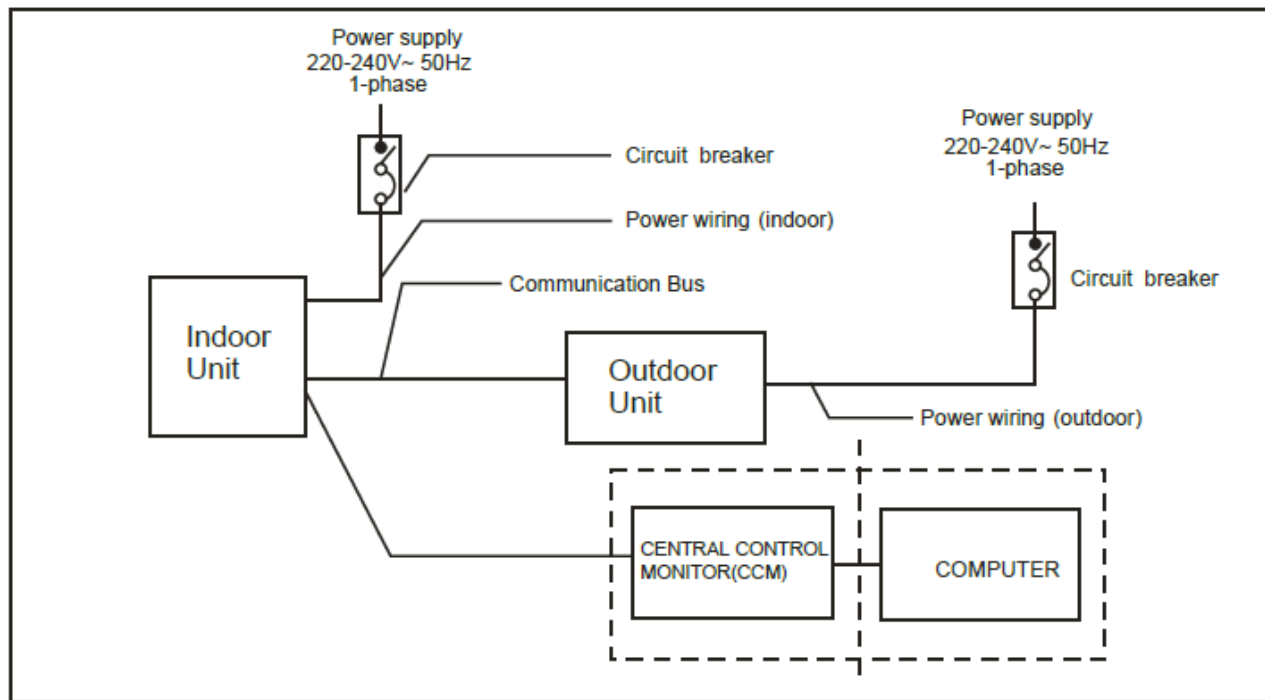 Power supply
220-240V~ 50Hz
1-phase
Power supply
220-240V~ 50Hz
1-phase
Circuit breaker
Power wiring (indoor)
Circuit breaker
Communication Bus
Indoor
Unit
Outdoor
Unit
Power wiring (outdoor)
CENTRAL CONTROL
MONITOR(CCM)
COMPUTER